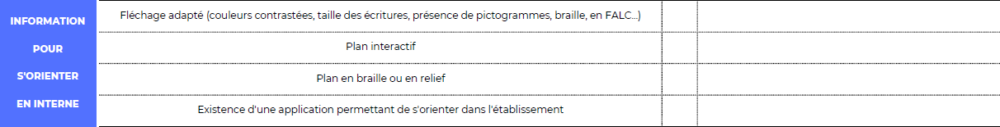 INFORMATION
POUR
S'ORIENTER
EN INTERNE
Fléchage adapté (couleurs contrastées, taille des écritures, présence de pictogrammes, braille, en FALC...)
Plan interactif
Plan en braille ou en relief
Existence d'une application permettant de s'orienter dans l'établissement